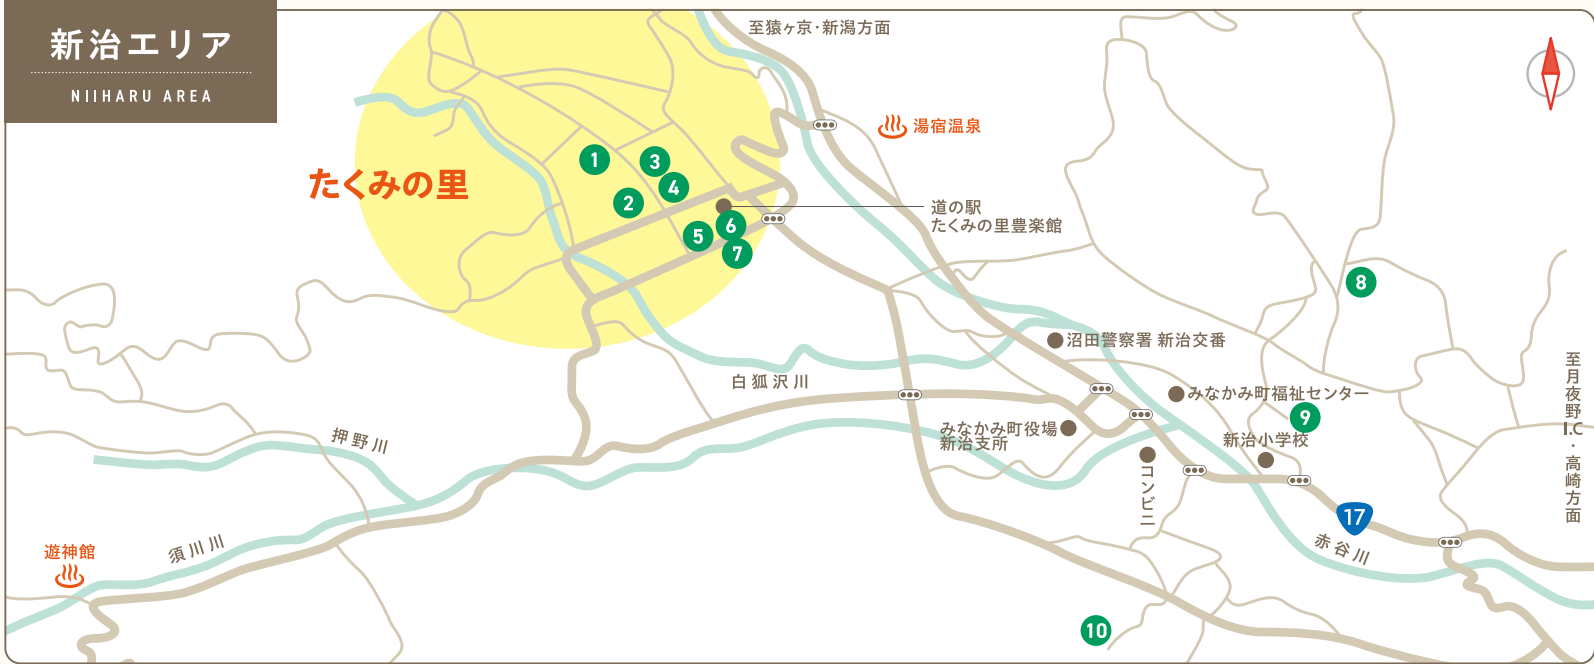 新治エリア
NIIHARU AREA
至猿ヶ京・新潟方面
湯宿温泉
たくみの里
1
3
4
2
道の駅
たくみの里豊楽館
6
5
7
8
沼田警察署 新治交番
白狐沢川
みなかみ町福祉センター
9
至月夜野I.C・高崎方面
みなかみ町役場
新治支所
新治小学校
押野川
コンビニ
17
赤谷川
須川川
遊神館
10